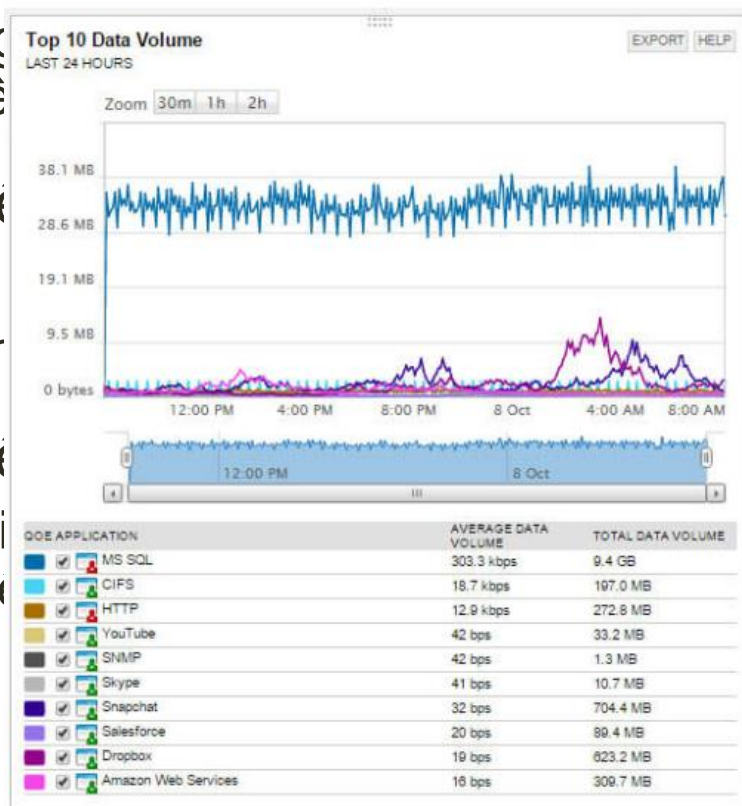 Top 10 Data Volume
EXPORT HELP
LAST 24 HOURS
Zoom 30m 1h 2h
38.1 MB
28.6 MB
19.1 MB
9.5 MB
0 bytes
12:00 PM 4:00 PM 8:00 PM 8 Oct 4:00 AM 8:00 AM
12:00 PM 8 Oct
QOE APPLICATION AVERAGE DATA VOLUME TOTAL DATA VOLUME
MS SQL 303.3 kbps 9.4 GB
CIFS 18.7 kbps 197.0 MB
HTTP 12.9 kbps 272.8 MB
YouTube 42 bps 33.2 MB
SNMP 42 bps 1.3 MB
Skype 41 bps 10.7 MB
Snapchat 32 bps 704.4 MB
Salesforce 20 bps 89.4 MB
Dropbox 19 bps 623.2 MB
Amazon Web Services 16 bps 309.7 MB